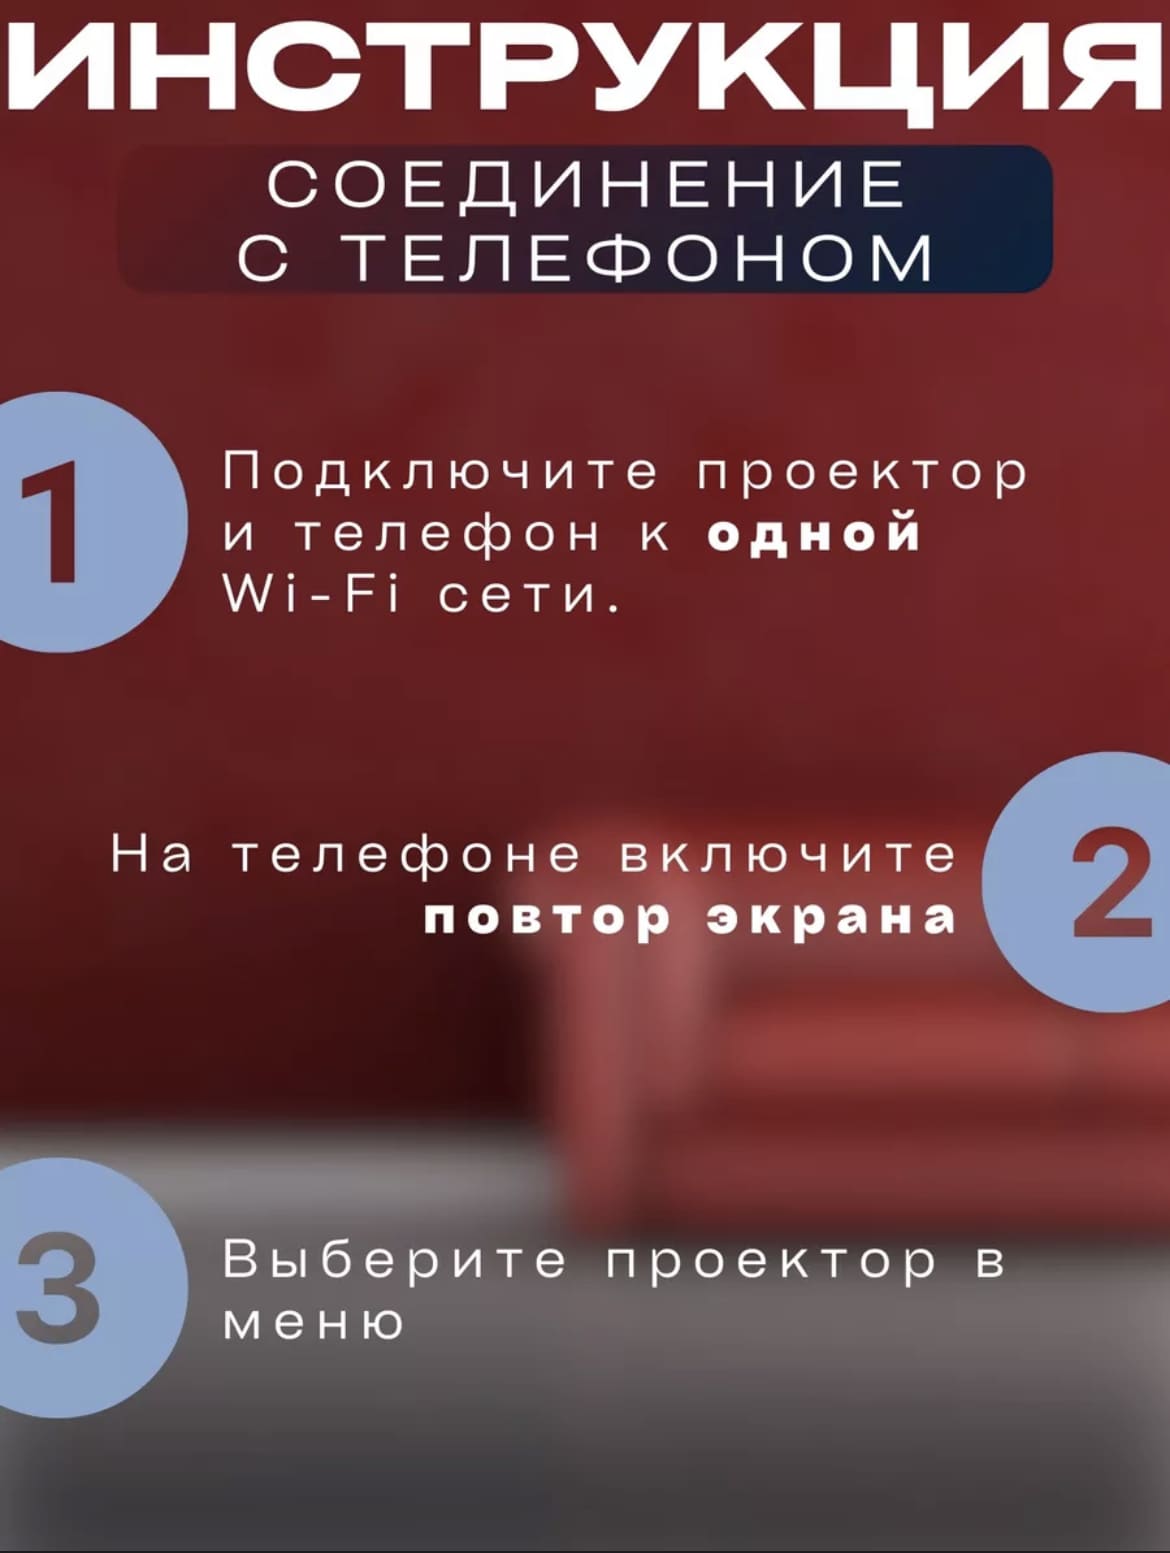 ИНСТРУКЦИЯ
СОЕДИНЕНИЕ
С ТЕЛЕФОНОМ
1
Подключите проектор
и телефон к одной
Wi-Fi сети.
На телефоне включите
повтор экрана
2
3
Выберите проектор в
меню